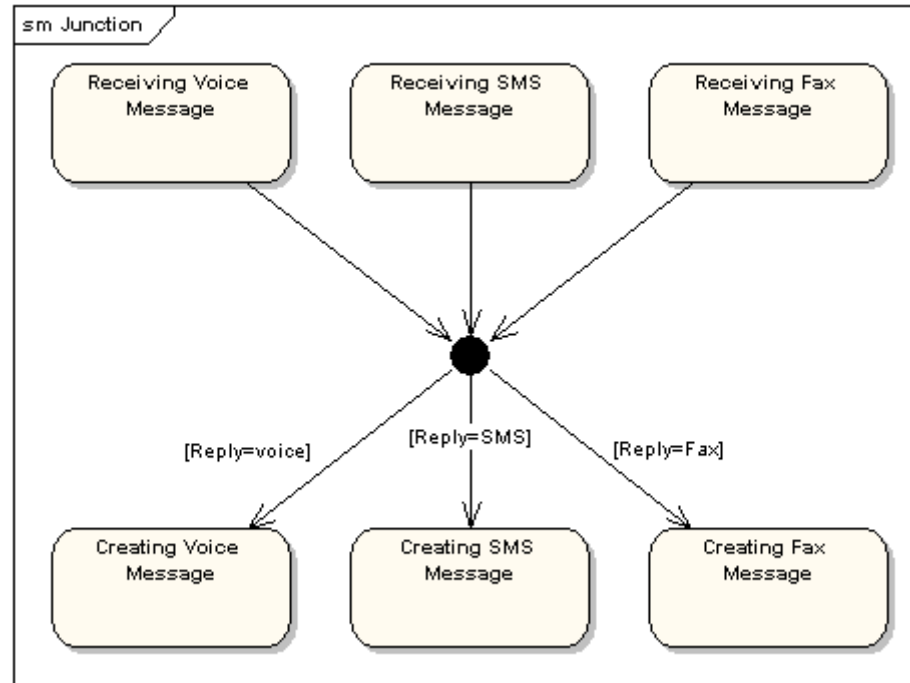 sm Junction
Receiving Voice
Message
Receiving SMS
Message
Receiving Fax
Message
[Reply=voice]
[Reply=SMS]
[Reply=Fax]
Creating Voice
Message
Creating SMS
Message
Creating Fax
Message